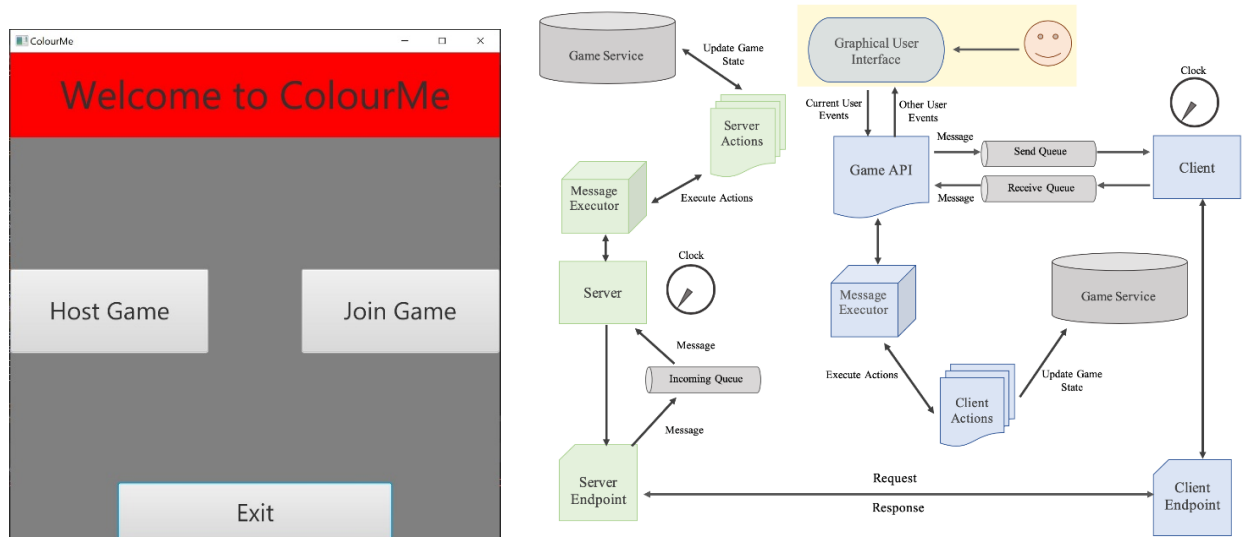 ColourMe
Welcome to ColourMe
Host Game
Join Game
Exit
Game Service
Update Game
State
Server
Actions
Message
Executor
Execute Actions
Server
Clock
Message
Incoming Queue
Message
Server
Endpoint
Graphical User
Interface
Current User
Events
Other User
Events
Game API
Message
Send Queue
Receive Queue
Message
Clock
Client
Message
Executor
Execute Actions
Client
Actions
Update Game
State
Game Service
Request
Response
Client
Endpoint